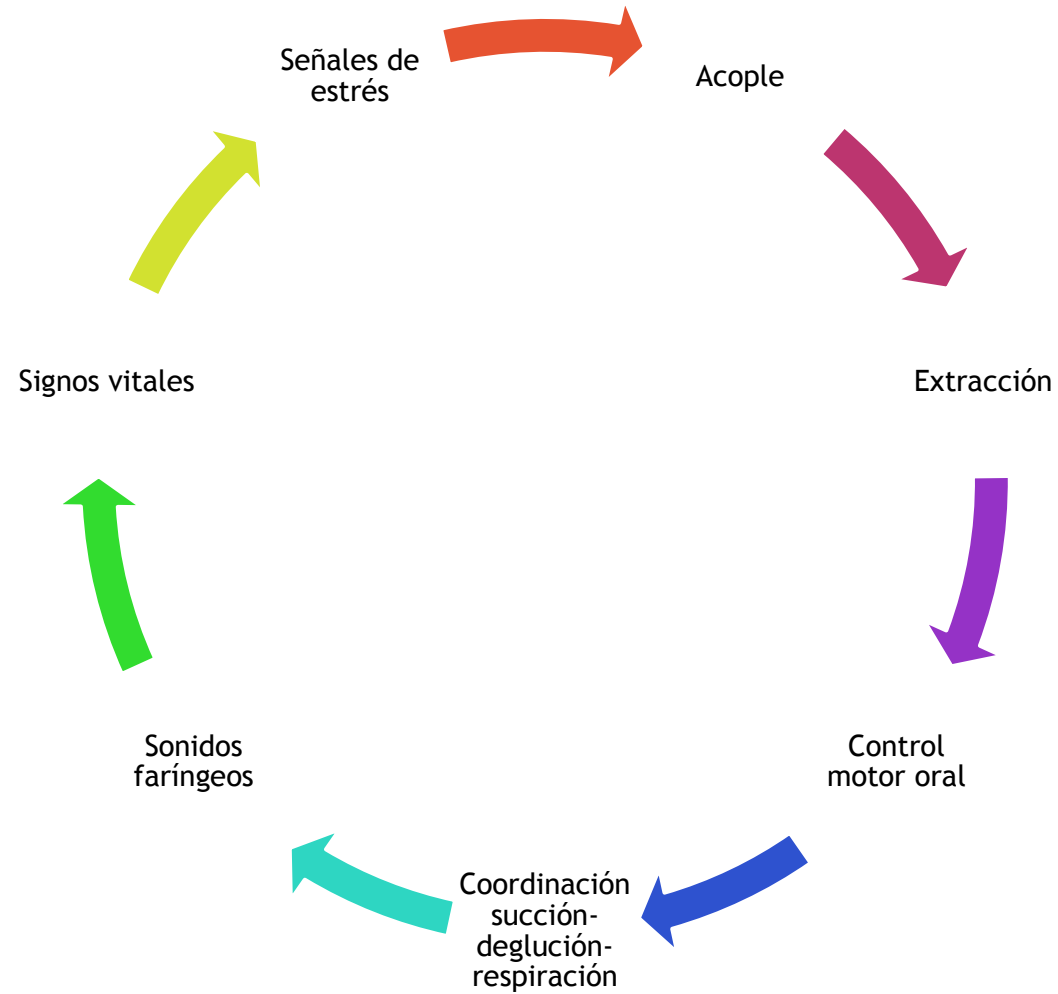 Señales de
estrés
Acople
Extracción
Control
motor oral
Coordinación
succión-
deglución-
respiración
Sonidos
faríngeos
Signos vitales